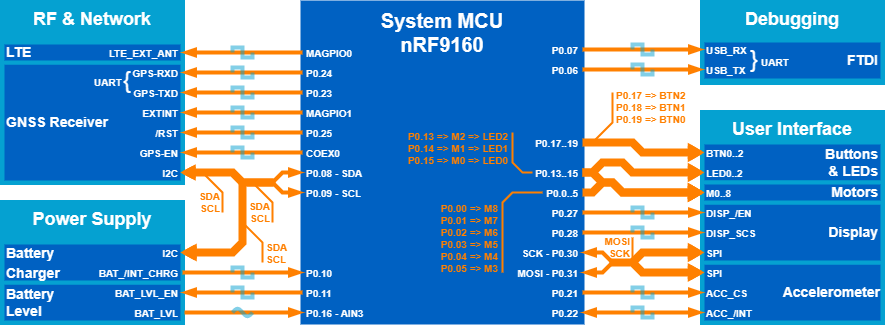 RF & Network
LTE
LTE_EXT_ANT
UART
GPS-RXD
GPS-TXD
GNSS Receiver
EXTINT
/RST
GPS-EN
I2C
SDA
SCL
SDA
SCL
SDA
SCL
Power Supply
Battery
Charger
I2C
BAT_/INT_CHRG
Battery
Level
BAT_LVL_EN
BAT_LVL
System MCU
nRF9160
MAGPIO0
P0.24
P0.23
MAGPIO1
P0.25
COEX0
P0.08 - SDA
P0.09 - SCL
P0.10
P0.11
P0.16 - AIN3
P0.07
P0.06
P0.13 => M2 => LED2
P0.14 => M1 => LED1
P0.15 => M0 => LED0
P0.17..19
P0.13..15
P0.0..5
P0.00 => M8
P0.01 => M7
P0.02 => M6
P0.03 => M5
P0.04 => M4
P0.05 => M3
P0.27
P0.28
SCK - P0.30
MOSI - P0.31
P0.21
P0.22
P0.17 => BTN2
P0.18 => BTN1
P0.19 => BTN0
MOSI
SCK
Debugging
USB_RX
USB_TX
UART
FTDI
User Interface
BTN0..2
Buttons
LED0..2
& LEDs
M0..8
Motors
DISP_/EN
DISP_SCS
Display
SPI
SPI
Accelerometer
ACC_CS
ACC_/INT